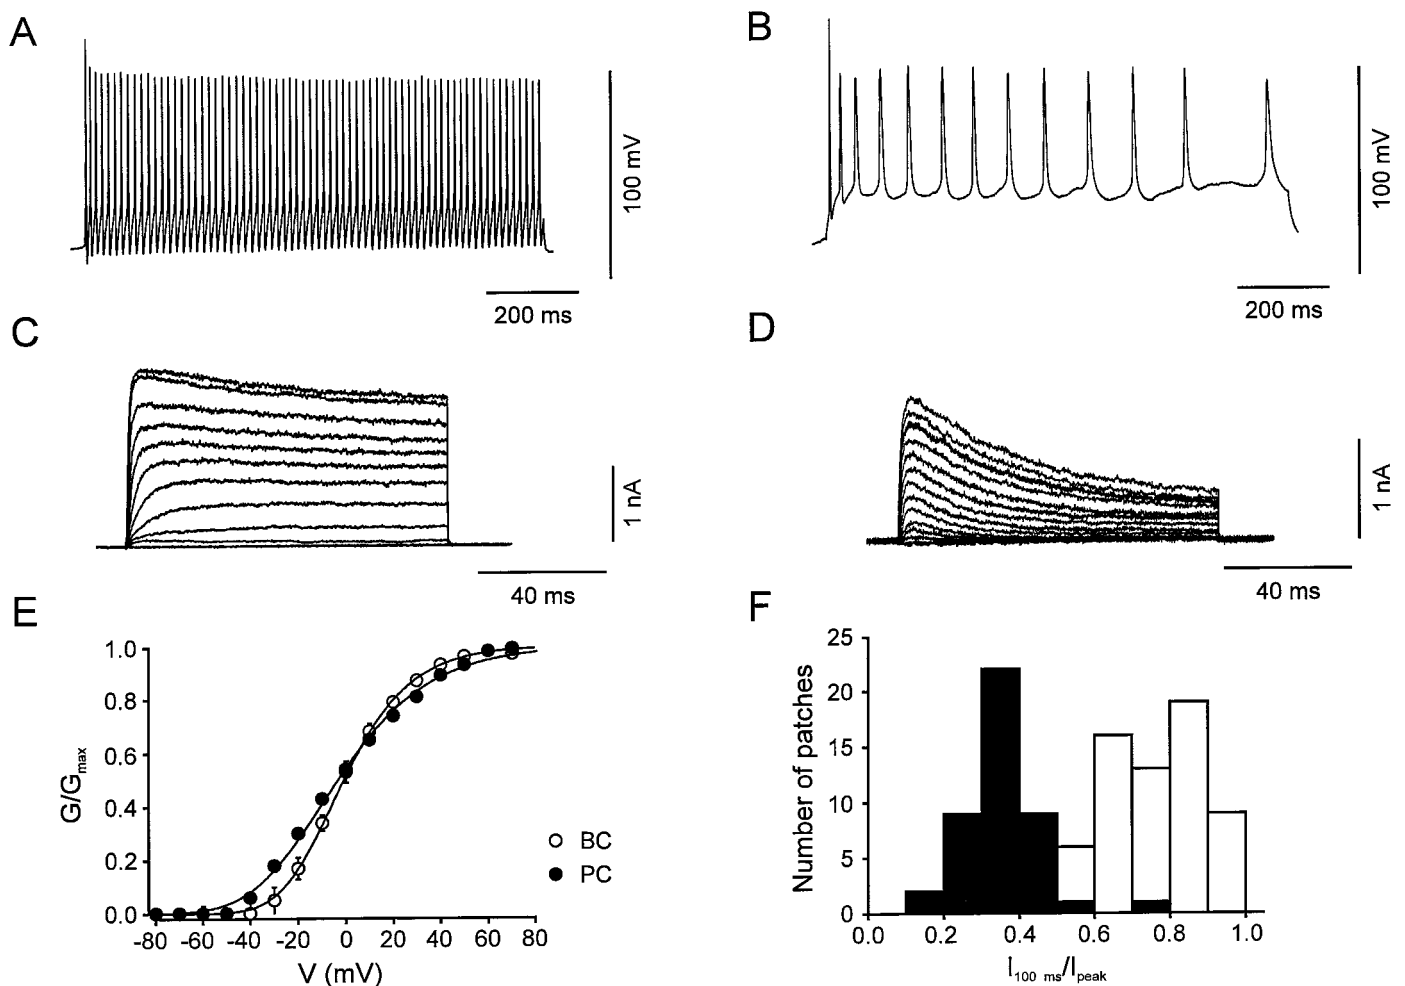 A
B
100 mV
100 mV
200 ms
200 ms
C
D
1 nA
1 nA
40 ms
40 ms
E
F
1.0
0.8
0.6
0.4
0.2
0.0
G/Gmax
BC
PC
-80 -60 -40 -20 0 20 40 60 80
V (mV)
25
20
15
10
5
0
Number of patches
0.0 0.2 0.4 0.6 0.8 1.0
I100 ms/Ipeak